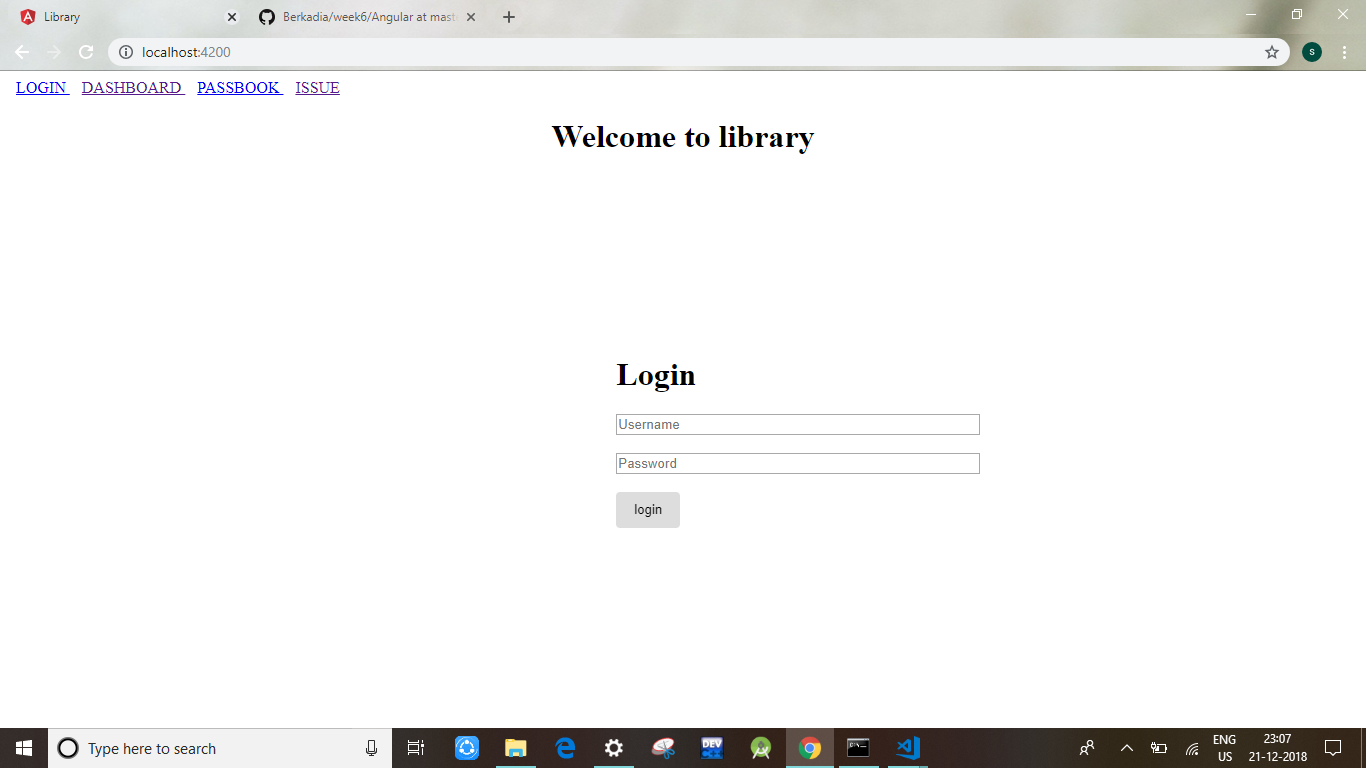 Library
Berkadia/week6/Angular at mast
localhost:4200
S
LOGIN DASHBOARD PASSBOOK ISSUE
Welcome to library
Login
Username
Password
login
Type here to search
DEV
C:\.
ENG
US
23:07
21-12-2018